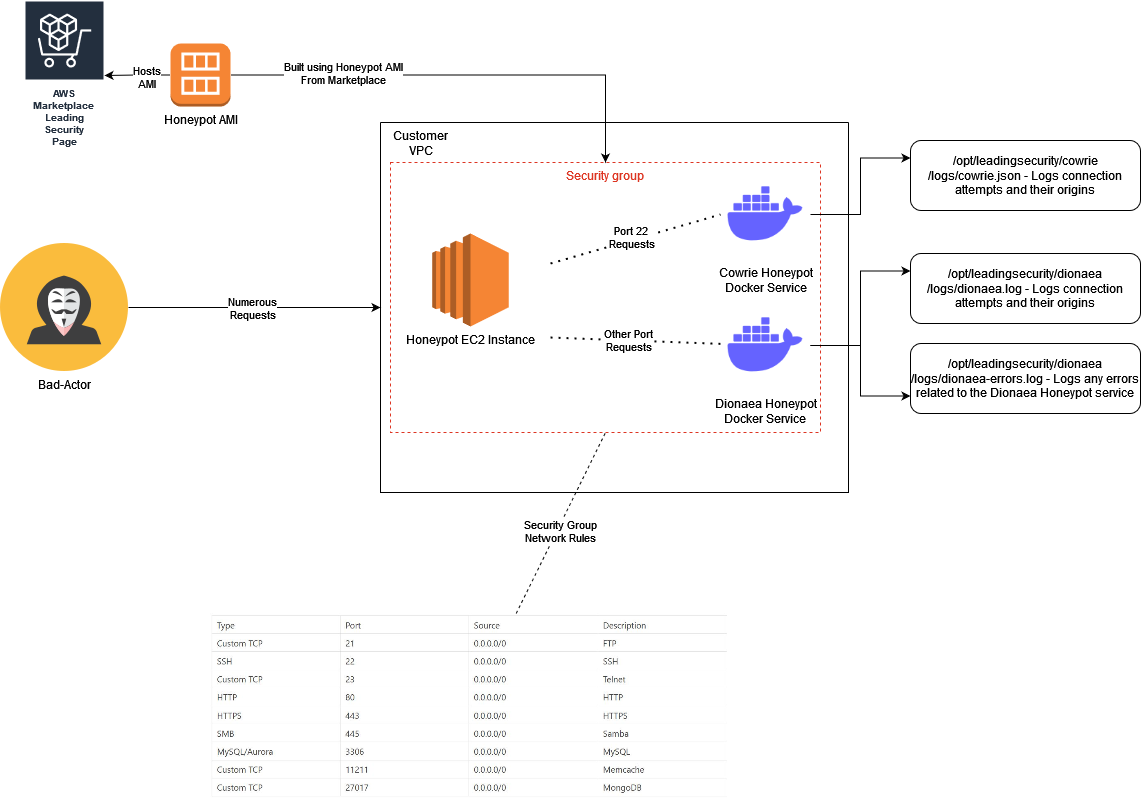 AWS
Marketplace
Leading
Security
Page
Hosts
AMI
Honeypot AMI
Built using Honeypot AMI
From Marketplace
Customer
VPC
Security group
Port 22
Requests
Cowrie Honeypot
Docker Service
/opt/leadingsecurity/cowrie
/logs/cowrie.json - Logs connection
attempts and their origins
Bad-Actor
Numerous
Requests
Honeypot EC2 Instance
Other Port
Requests
Dionaea Honeypot
Docker Service
/opt/leadingsecurity/dionaea
/logs/dionaea.log - Logs connection
attempts and their origins
/opt/leadingsecurity/dionaea
/logs/dionaea-errors.log - Logs any errors
related to the Dionaea Honeypot service
Security Group
Network Rules
Type Port Source Description
Custom TCP 21 0.0.0.0/0 FTP
SSH 22 0.0.0.0/0 SSH
Custom TCP 23 0.0.0.0/0 Telnet
HTTP 80 0.0.0.0/0 HTTP
HTTPS 443 0.0.0.0/0 HTTPS
SMB 445 0.0.0.0/0 Samba
MySQL/Aurora 3306 0.0.0.0/0 MySQL
Custom TCP 11211 0.0.0.0/0 Memcache
Custom TCP 27017 0.0.0.0/0 MongoDB